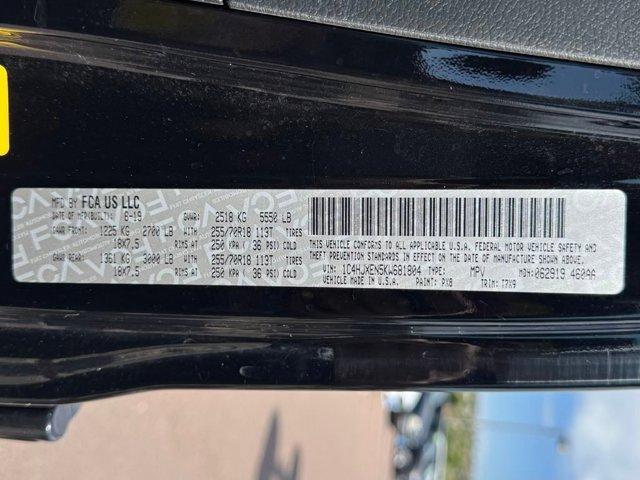 MFD BY FCA US LLC
DATE OF MFR(BUILT): 6-19 GVWR: 2518 KG 5550 LB
GAWR FRONT: 1225 KG 2700 LB WITH 255/70R18 113T TIRES
18X7.5 RIMS AT 250 KPA / 36 PSI COLD
GAWR REAR: 1361 KG 3000 LB WITH 255/70R18 113T TIRES
18X7.5 RIMS AT 250 KPA / 36 PSI COLD
THIS VEHICLE CONFORMS TO ALL APPLICABLE U.S.A. FEDERAL MOTOR VEHICLE SAFETY, BUMPER, AND
THEFT PREVENTION STANDARDS IN EFFECT ON THE DATE OF MANUFACTURE SHOWN ABOVE.
VIN: 1C4HJXEN5KW681804 TYPE: MPV MDH: 062919 460AA
VEHICLE MADE IN U.S.A. PAINT: PX8 TRIM: T7X9